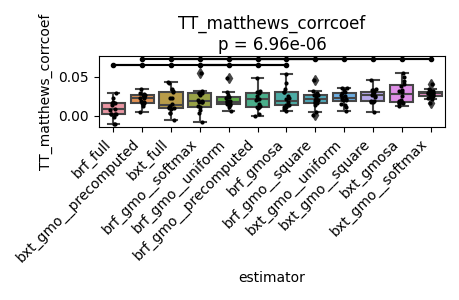 TT_matthews_corrcoef
p = 6.96e-06
TT_matthews_corrcoef
0.05
0.00
brf_full
bxt_gmo__precomputed
bxt_full
brf_gmo__softmax
brf_gmo__uniform
brf_gmo__precomputed
brf_gmosa
brf_gmo__square
bxt_gmo__uniform
bxt_gmo__square
bxt_gmosa
bxt_gmo__softmax
estimator